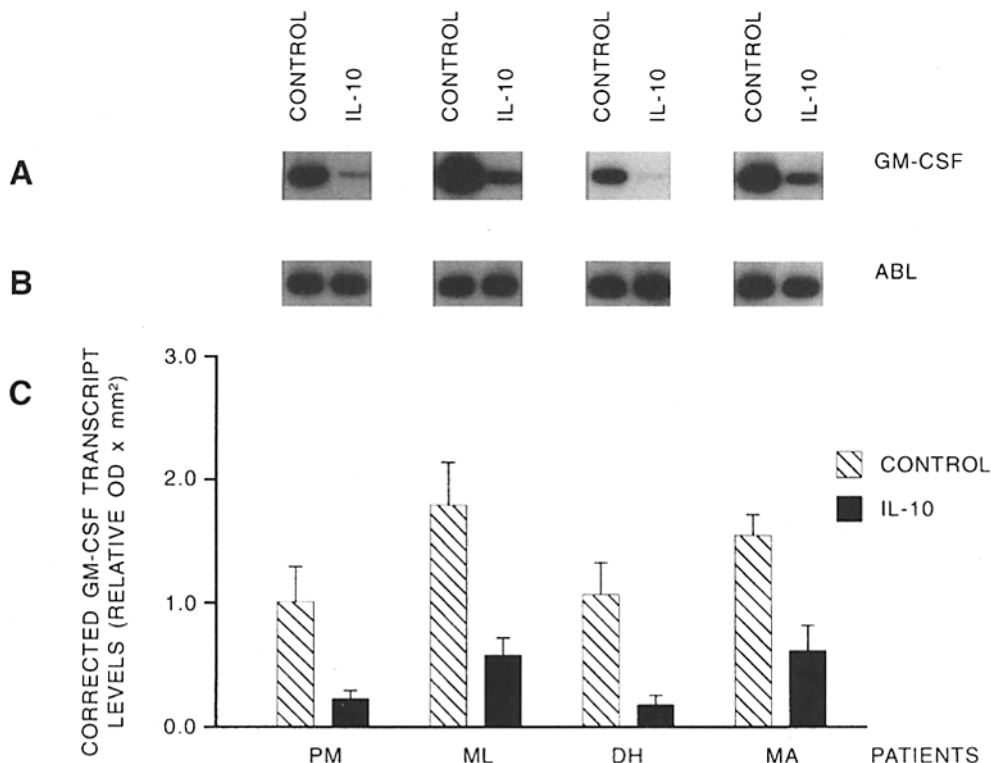 CONTROL IL-10 CONTROL IL-10 CONTROL IL-10 CONTROL IL-10
A GM-CSF
B ABL
C
CORRECTED GM-CSF TRANSCRIPT
LEVELS (RELATIVE OD x mm²)
3.0
2.0
1.0
0.0
CONTROL
IL-10
PM ML DH MA PATIENTS